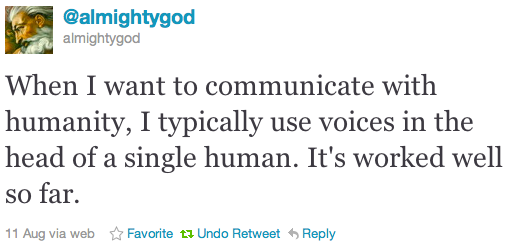 @almightygod
almightygod
When I want to communicate with
humanity, I typically use voices in the
head of a single human. It's worked well
so far.
11 Aug via web Favorite Undo Retweet Reply